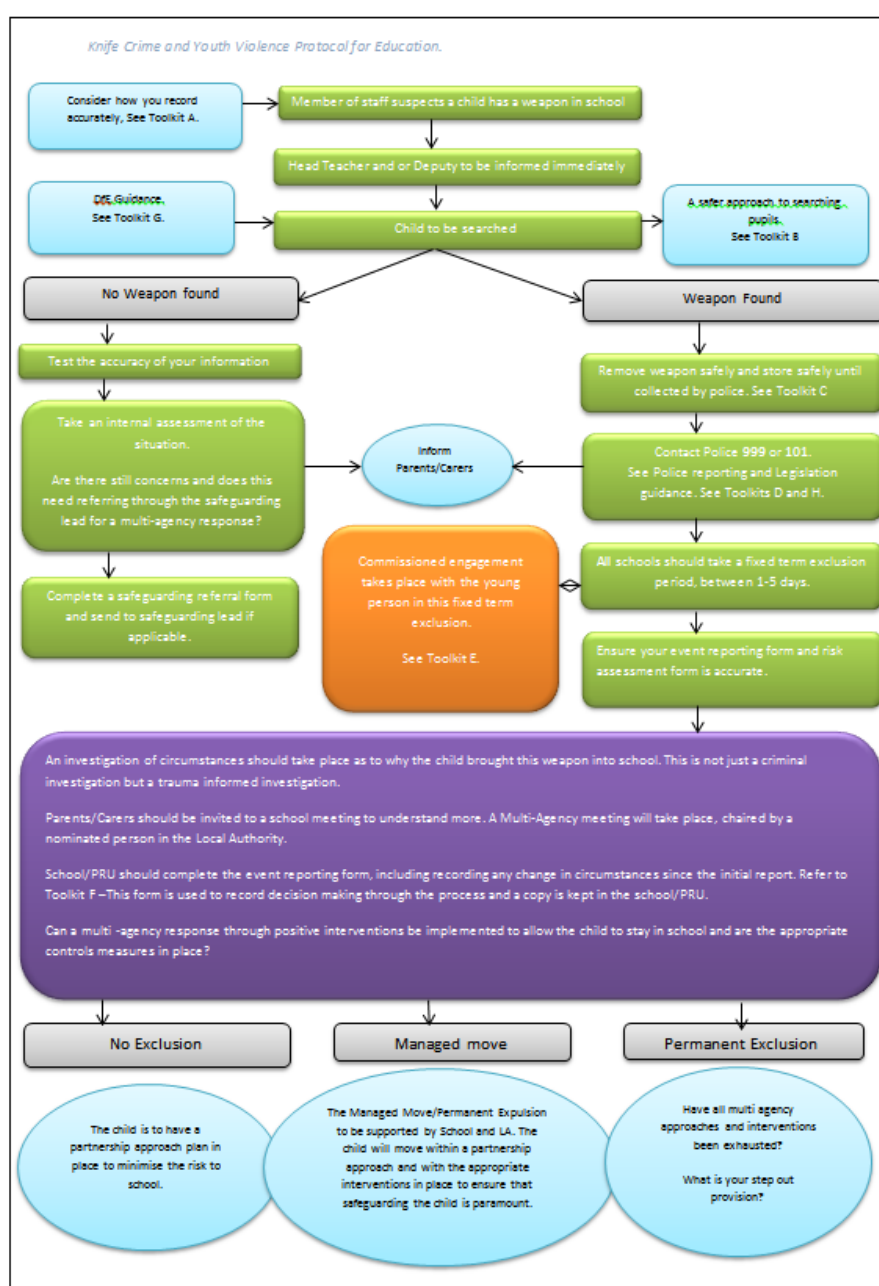 Knife Crime and Youth Violence Protocol for Education.
Consider how you record
accurately, See Toolkit A.
Member of staff suspects a child has a weapon in school
Head Teacher and or Deputy to be informed immediately
DfE Guidance.
See Toolkit G.
Child to be searched
A safer approach to searching
pupils.
See Toolkit B
No Weapon found
Weapon Found
Test the accuracy of your information
Remove weapon safely and store safely until
collected by police. See Toolkit C
Take an internal assessment of the
situation.
Are there still concerns and does this
need referring through the safeguarding
lead for a multi-agency response?
Inform
Parents/Carers
Contact Police 999 or 101.
See Police reporting and Legislation
guidance. See Toolkits D and H.
Commissioned engagement
takes place with the young
person in this fixed term
exclusion.
See Toolkit E.
All schools should take a fixed term exclusion
period, between 1-5 days.
Complete a safeguarding referral form
and send to safeguarding lead if
applicable.
Ensure your event reporting form and risk
assessment form is accurate.
An investigation of circumstances should take place as to why the child brought this weapon into school. This is not just a criminal
investigation but a trauma informed investigation.
Parents/Carers should be invited to a school meeting to understand more. A Multi-Agency meeting will take place, chaired by a
nominated person in the Local Authority.
School/PRU should complete the event reporting form, including recording any change in circumstances since the initial report. Refer to
Toolkit F –This form is used to record decision making through the process and a copy is kept in the school/PRU.
Can a multi -agency response through positive interventions be implemented to allow the child to stay in school and are the appropriate
controls measures in place?
No Exclusion
Managed move
Permanent Exclusion
The child is to have a
partnership approach plan in
place to minimise the risk to
school.
The Managed Move/Permanent Expulsion
to be supported by School and LA. The
child will move within a partnership
approach and with the appropriate
interventions in place to ensure that
safeguarding the child is paramount.
Have all multi agency
approaches and interventions
been exhausted?
What is your step out
provision?